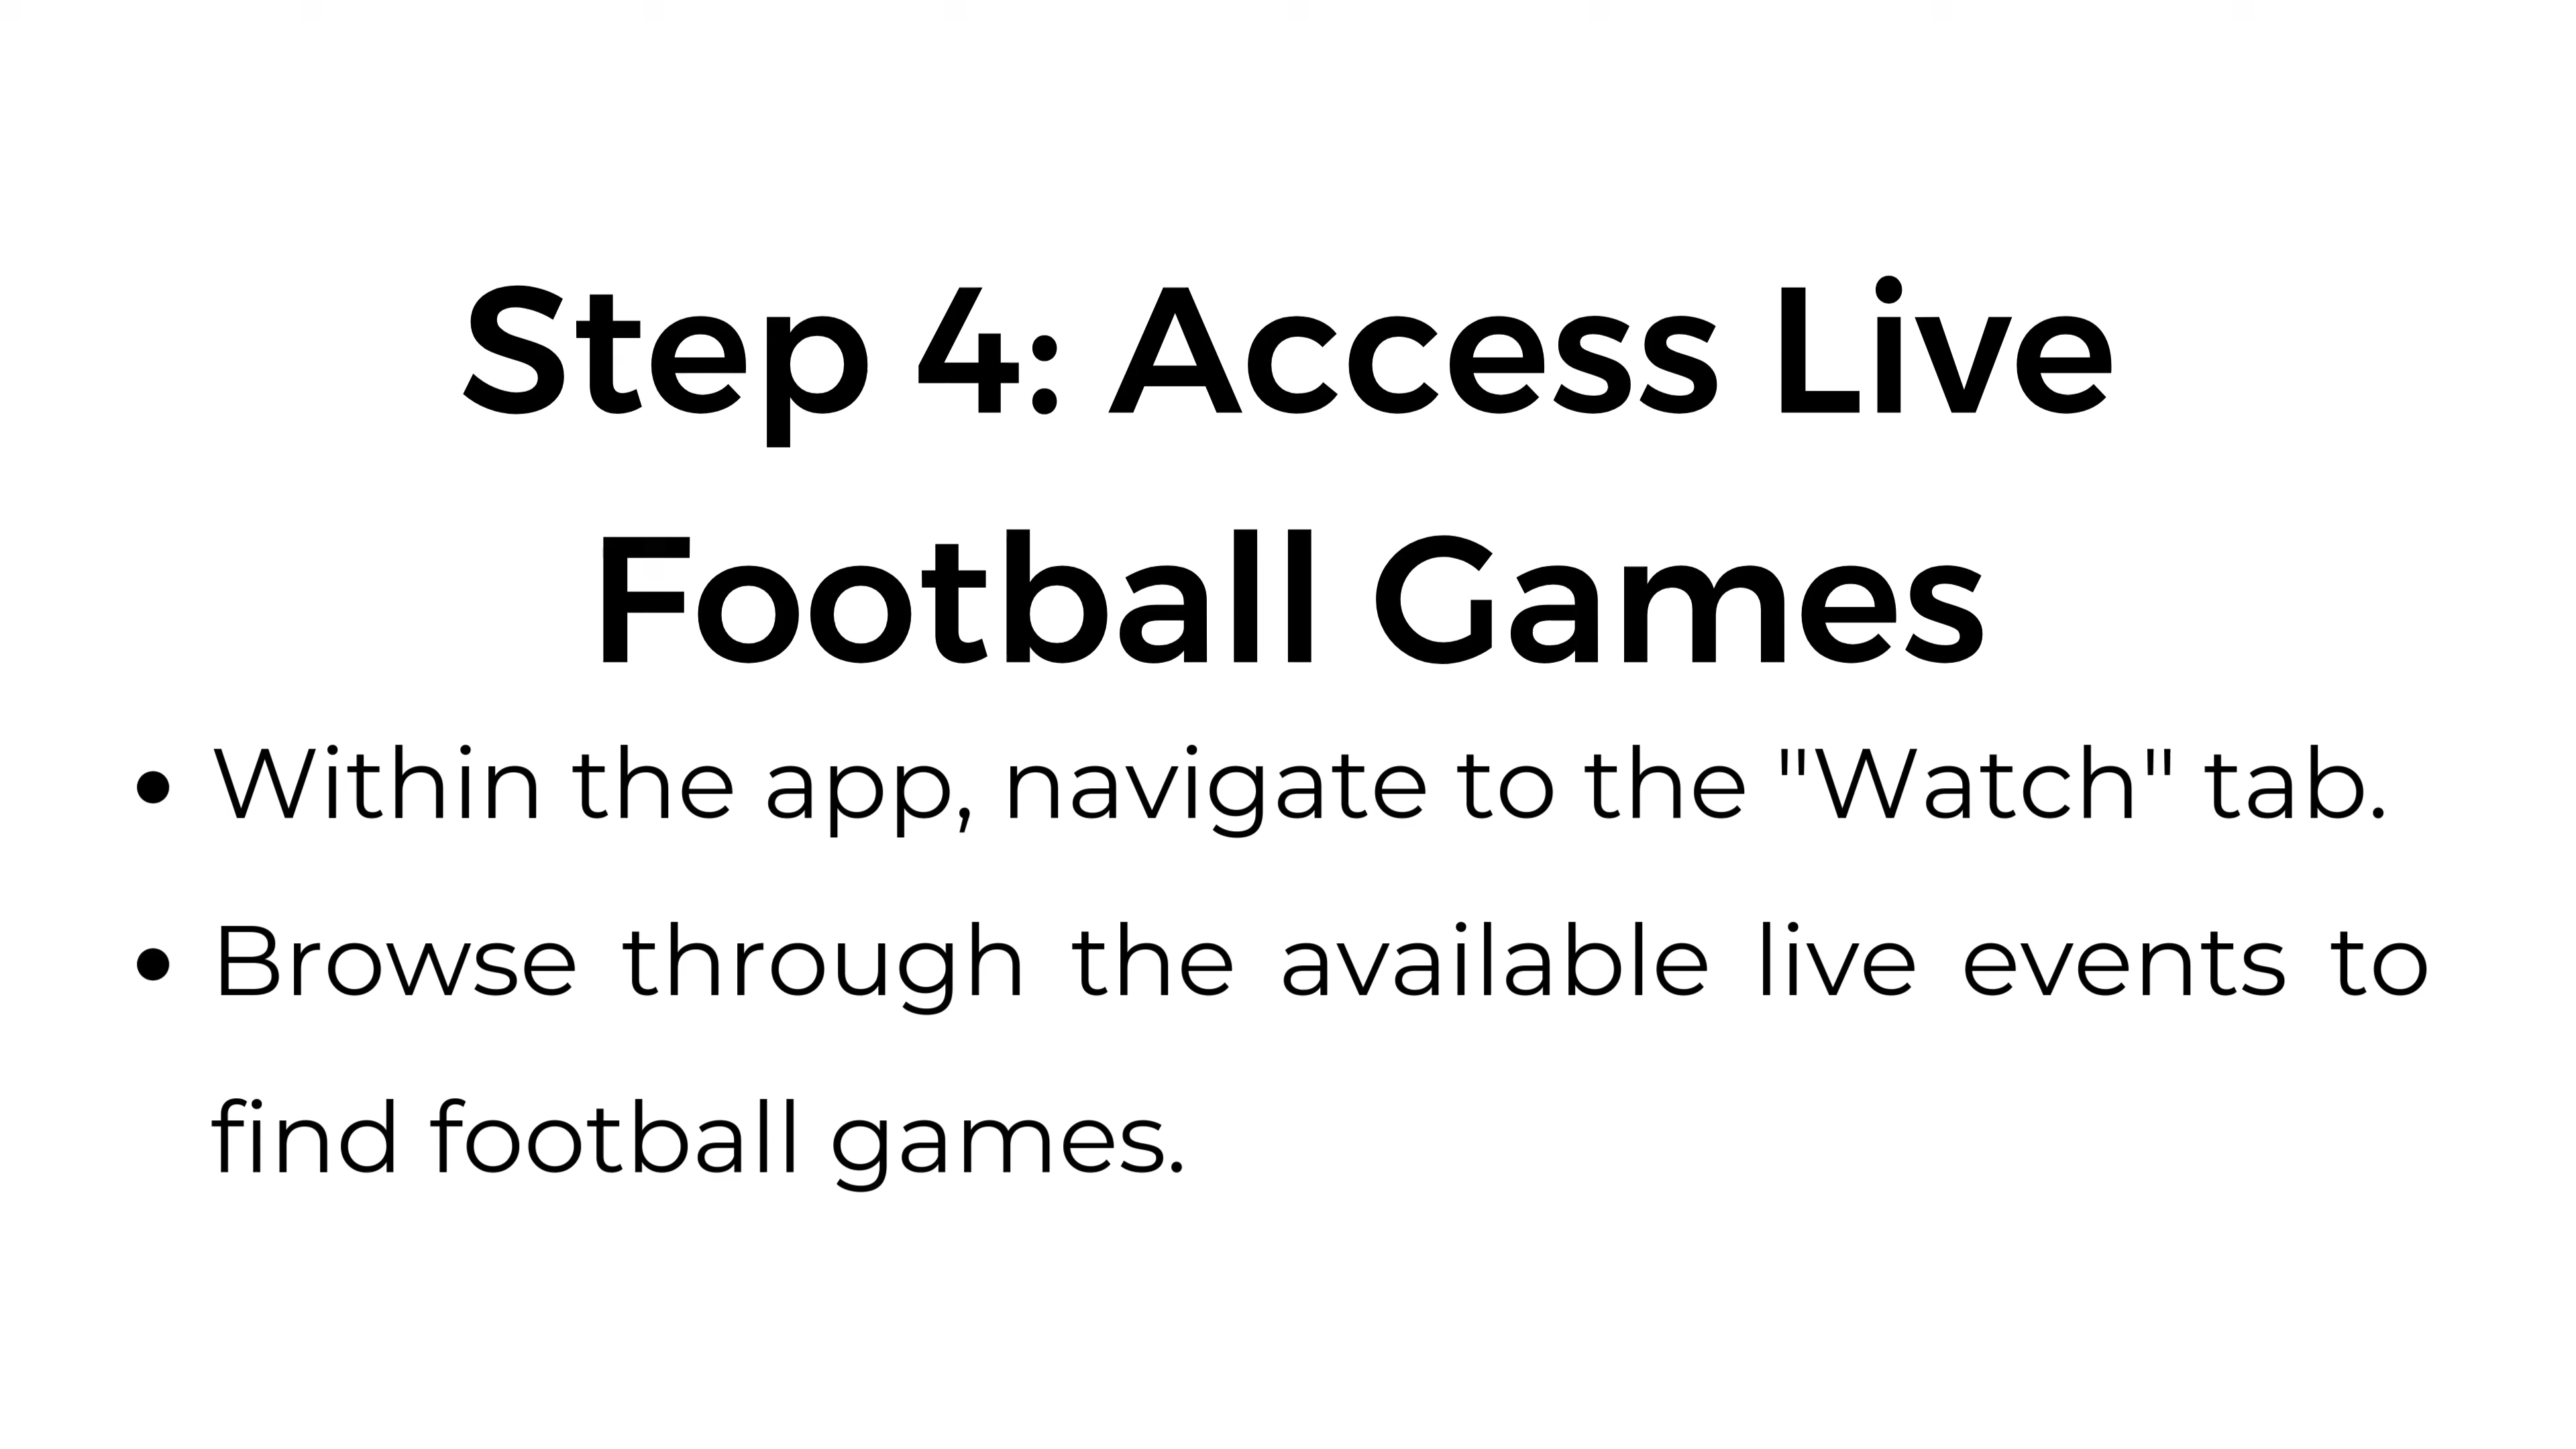 Step 4: Access Live
Football Games
• Within the app, navigate to the "Watch" tab.
• Browse through the available live events to
find football games.